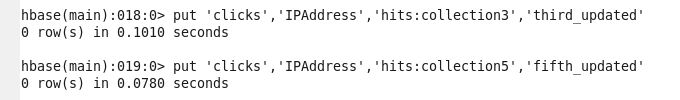 hbase(main):018:0> put 'clicks','IPAddress','hits:collection3','third_updated'
0 row(s) in 0.1010 seconds
hbase(main):019:0> put 'clicks','IPAddress','hits:collection5','fifth_updated'
0 row(s) in 0.0780 seconds